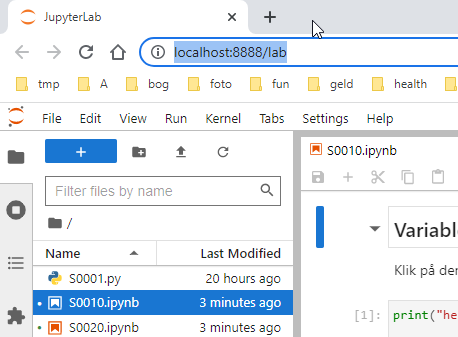 JupyterLab
localhost:8888/lab
tmp A bog foto fun geld health
File Edit View Run Kernel Tabs Settings Help
S0010.ipynb
Filter files by name
/
Name Last Modified
S0001.py 20 hours ago
S0010.ipynb 3 minutes ago
S0020.ipynb 3 minutes ago
Variabl
Klik på der
[1]: print("he